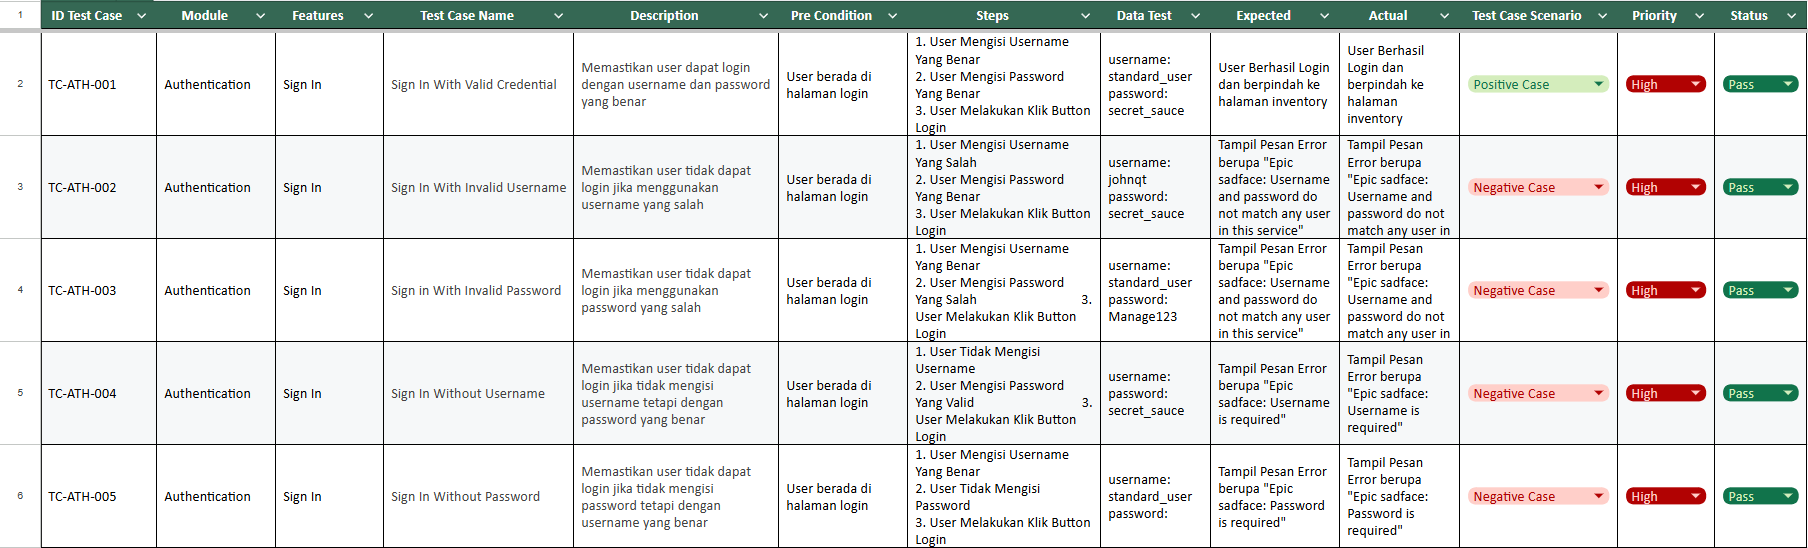 1 ID Test Case Module Features Test Case Name Description Pre Condition Steps Data Test Expected Actual Test Case Scenario Priority Status
2
TC-ATH-001
Authentication
Sign In
Sign In With Valid Credential
Memastikan user dapat login
dengan username dan password
yang benar
User berada di
halaman login
1. User Mengisi Username
Yang Benar
2. User Mengisi Password
Yang Benar
3. User Melakukan Klik Button
Login
username:
standard_user
password:
secret_sauce
User Berhasil Login
dan berpindah ke
halaman inventory
User Berhasil
Login dan
berpindah ke
halaman
inventory
Positive Case
High
Pass
3
TC-ATH-002
Authentication
Sign In
Sign In With Invalid Username
Memastikan user tidak dapat
login jika menggunakan
username yang salah
User berada di
halaman login
1. User Mengisi Username
Yang Salah
2. User Mengisi Password
Yang Benar
3. User Melakukan Klik Button
Login
username:
johnqt
password:
secret_sauce
Tampil Pesan Error
berupa "Epic
sadface: Username
and password do
not match any user
in this service"
Tampil Pesan
Error berupa
"Epic sadface:
Username and
password do not
match any user in
Negative Case
High
Pass
4
TC-ATH-003
Authentication
Sign In
Sign in With Invalid Password
Memastikan user tidak dapat
login jika menggunakan
password yang salah
User berada di
halaman login
1. User Mengisi Username
Yang Benar
2. User Mengisi Password
Yang Salah 3.
User Melakukan Klik Button
Login
username:
standard_user
password:
Manage123
Tampil Pesan Error
berupa "Epic
sadface: Username
and password do
not match any user
in this service"
Tampil Pesan
Error berupa
"Epic sadface:
Username and
password do not
match any user in
Negative Case
High
Pass
5
TC-ATH-004
Authentication
Sign In
Sign In Without Username
Memastikan user tidak dapat
login jika tidak mengisi
username tetapi dengan
password yang benar
User berada di
halaman login
1. User Tidak Mengisi
Username
2. User Mengisi Password
Yang Valid 3.
User Melakukan Klik Button
Login
username:
password:
secret_sauce
Tampil Pesan Error
berupa "Epic
sadface: Username
is required"
Tampil Pesan
Error berupa
"Epic sadface:
Username is
required"
Negative Case
High
Pass
6
TC-ATH-005
Authentication
Sign In
Sign In Without Password
Memastikan user tidak dapat
login jika tidak mengisi
password tetapi dengan
username yang benar
User berada di
halaman login
1. User Mengisi Username
Yang Benar
2. User Tidak Mengisi
Password
3. User Melakukan Klik Button
Login
username:
standard_user
password:
Tampil Pesan Error
berupa "Epic
sadface: Password
is required"
Tampil Pesan
Error berupa
"Epic sadface:
Password is
required"
Negative Case
High
Pass